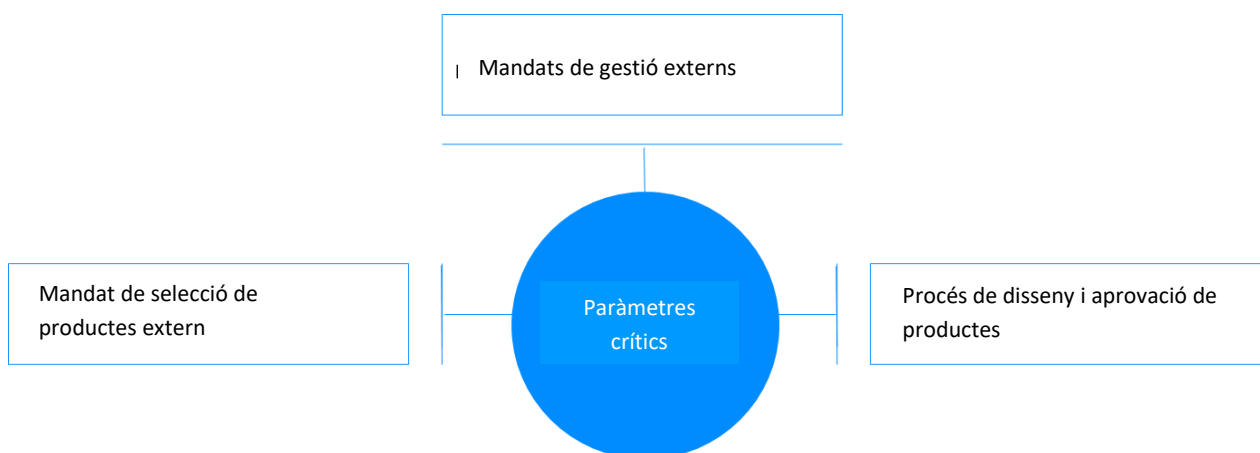 Mandats de gestió externs
Mandat de selecció de
productes extern
Paràmetres
crítics
Procés de disseny i aprovació de
productes